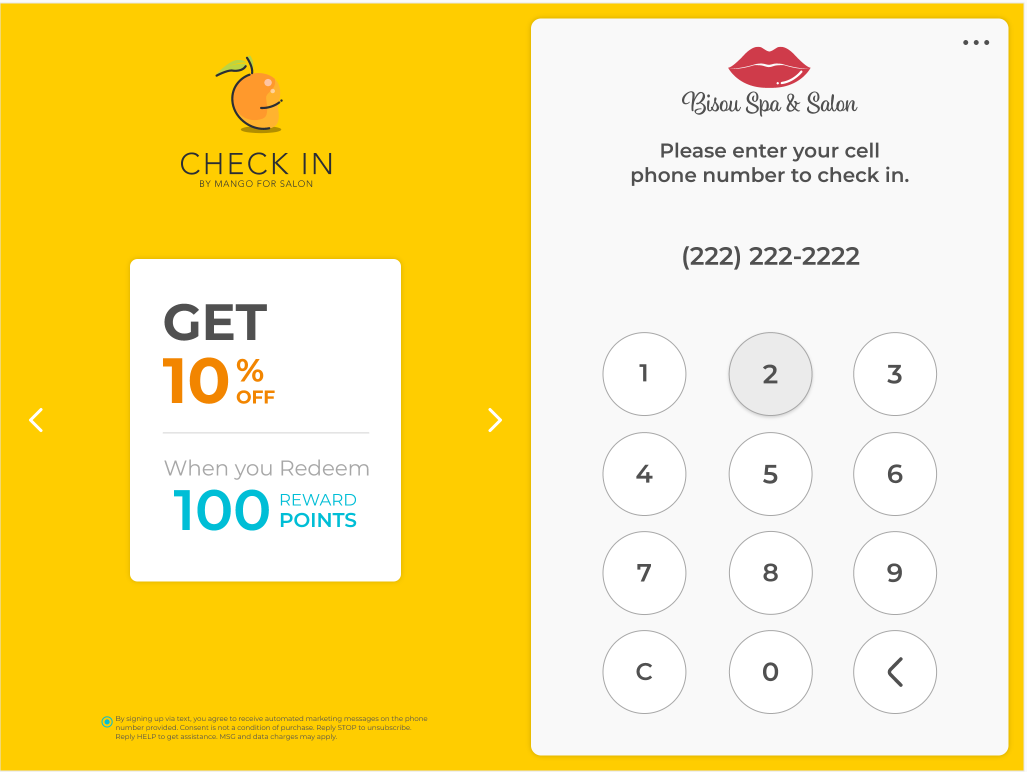 CHECK IN
BY MANGO FOR SALON
GET
10 %
OFF
When you Redeem
100 REWARD
POINTS
By signing up via text, you agree to receive automated marketing messages on the phone
number provided. Consent is not a condition of purchase. Reply STOP to unsubscribe.
Reply HELP to get assistance. MSG and data charges may apply.
Bisou Spa & Salon
Please enter your cell
phone number to check in.
(222) 222-2222
1 2 3
4 5 6
7 8 9
C 0